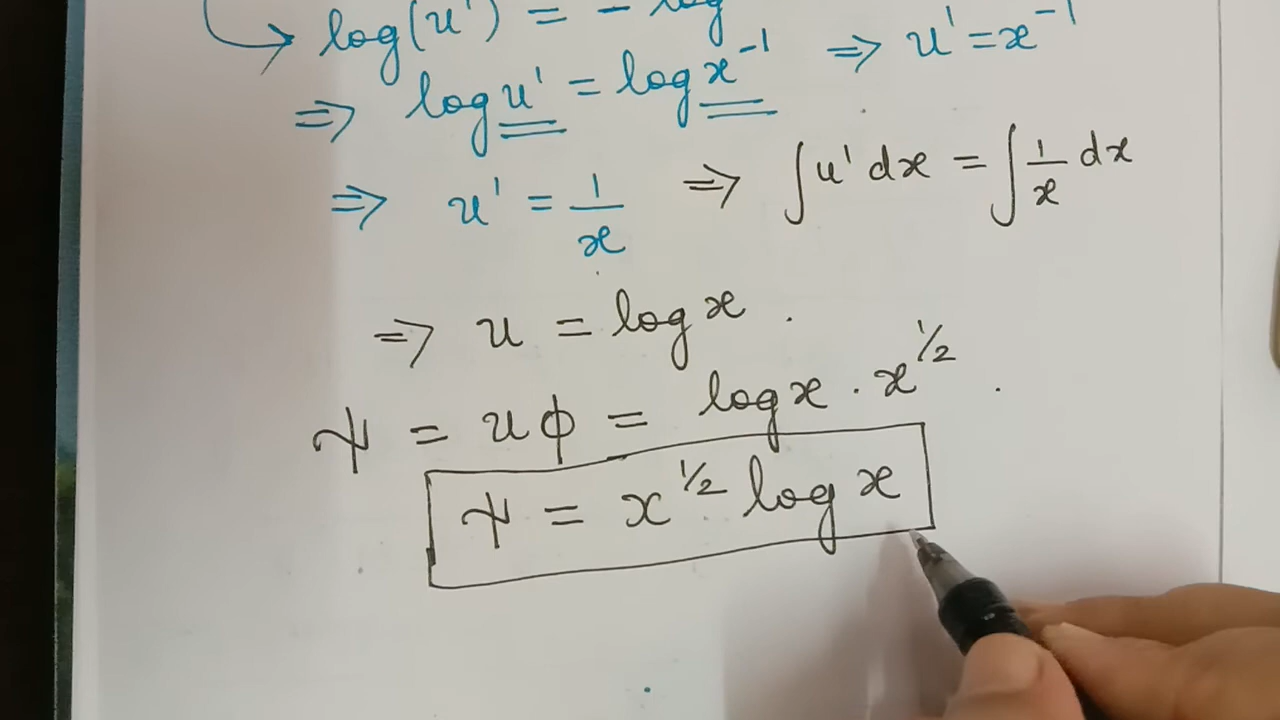 ↳ log(u') = - log
⇒ log u' = log x⁻¹ ⇒ u' = x⁻¹
⇒ u' = 1/x ⇒ ∫u' dx = ∫1/x dx
⇒ u = log x .
ψ = uφ = log x . x^1/2 .
ψ = x^1/2 log x